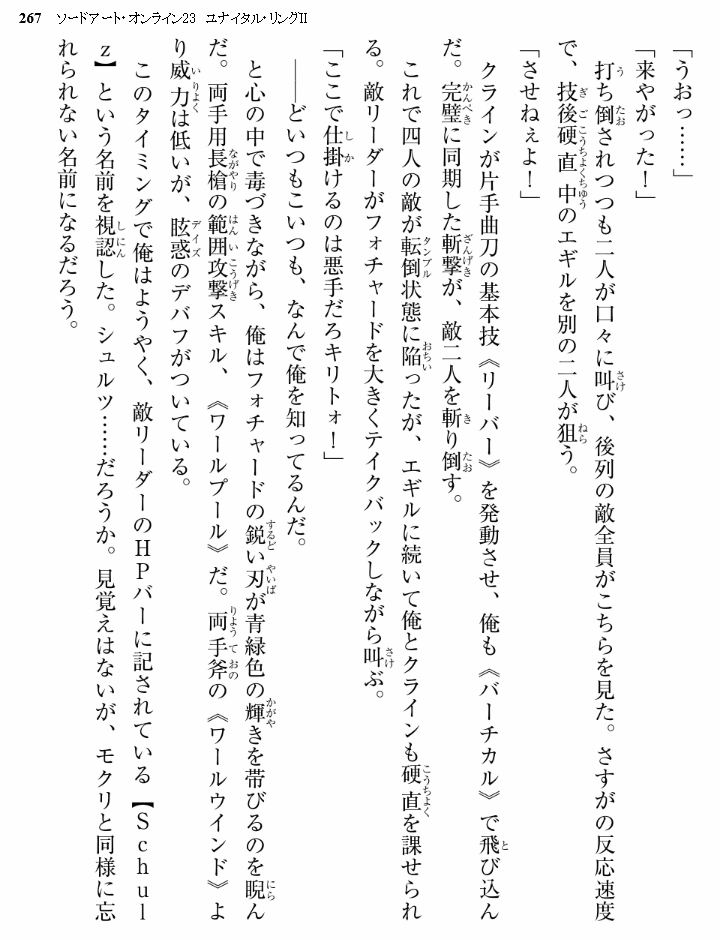 267 ソードアート・オンライン23 ユナイタル・リングⅡ
「うおっ……」
「来やがった！」
打ち倒されつつも二人が口々に叫び、後列の敵全員がこちらを見た。さすがの反応速度
で、技後硬直中のエギルを別の二人が狙う。
「させねぇよ！」
クラインが片手曲刀の基本技《リーバー》を発動させ、俺も《バーチカル》で飛び込ん
だ。完璧に同期した斬撃が、敵二人を斬り倒す。
これで四人の敵が転倒状態に陥ったが、エギルに続いて俺とクラインも硬直を課せられ
る。敵リーダーがフォチャードを大きくテイクバックしながら叫ぶ。
「ここで仕掛けるのは悪手だろキリトォ！」
――どいつもこいつも、なんで俺を知ってるんだ。
と心の中で毒づきながら、俺はフォチャードの鋭い刃が青緑色の輝きを帯びるのを睨ん
だ。両手用長槍の範囲攻撃スキル、《ワールプール》だ。両手斧の《ワールウインド》よ
り威力は低いが、眩惑のデバフがついている。
このタイミングで俺はようやく、敵リーダーのＨＰバーに記されている【Ｓｃｈｕｌ
ｚ】という名前を視認した。シュルツ……だろうか。見覚えはないが、モクリと同様に忘
れられない名前になるだろう。